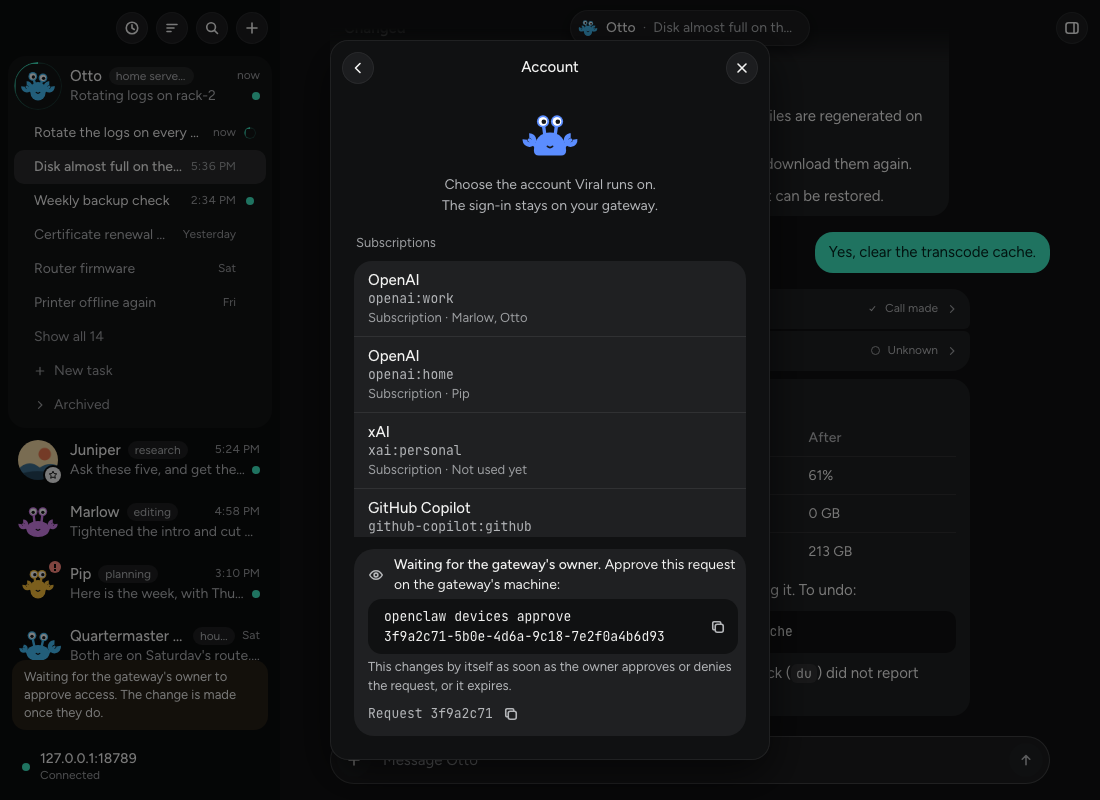 Otto home serve... now
Rotating logs on rack-2
Rotate the logs on every ... now
Disk almost full on the... 5:36 PM
Weekly backup check 2:34 PM
Certificate renewal ... Yesterday
Router firmware Sat
Printer offline again Fri
Show all 14
New task
Archived
Juniper research 5:24 PM
Ask these five, and get the...
Marlow editing 4:58 PM
Tightened the intro and cut ...
Pip planning 3:10 PM
Here is the week, with Thu...
Quartermaster ... hou... Sat
Both are on Saturday's route....
Waiting for the gateway's owner to
approve access. The change is made
once they do.
127.0.0.1:18789
Connected
Otto · Disk almost full on th...
Account
Choose the account Viral runs on.
The sign-in stays on your gateway.
Subscriptions
OpenAI
openai:work
Subscription · Marlow, Otto
OpenAI
openai:home
Subscription · Pip
xAI
xai:personal
Subscription · Not used yet
GitHub Copilot
github-copilot:github
Waiting for the gateway's owner. Approve this request
on the gateway's machine:
openclaw devices approve
3f9a2c71-5b0e-4d6a-9c18-7e2f0a4b6d93
This changes by itself as soon as the owner approves or denies
the request, or it expires.
Request 3f9a2c71
are regenerated on
download them again.
can be restored.
Yes, clear the transcode cache.
Call made
Unknown
After
61%
0 GB
213 GB
it. To undo:
(du) did not report
Message Otto